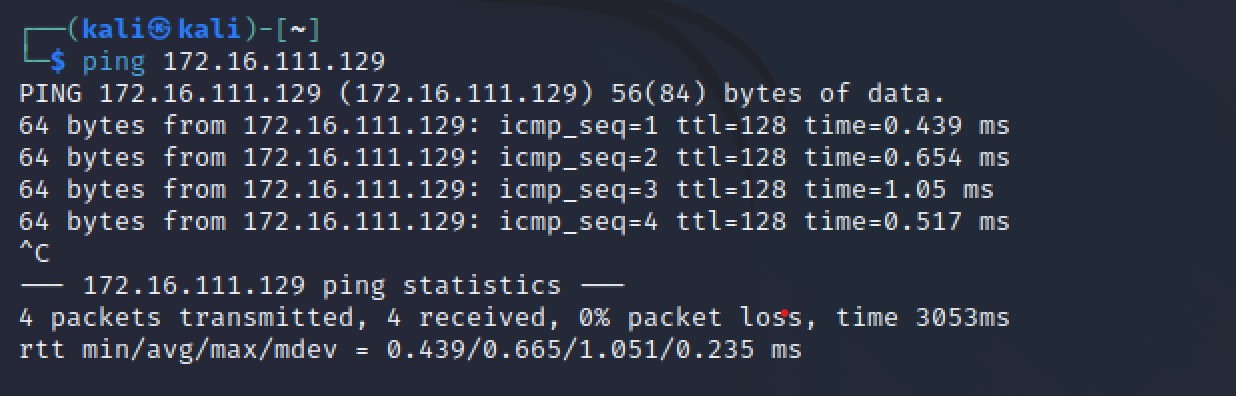 ┌──(kali㉿kali)-[~]
└─$ ping 172.16.111.129
PING 172.16.111.129 (172.16.111.129) 56(84) bytes of data.
64 bytes from 172.16.111.129: icmp_seq=1 ttl=128 time=0.439 ms
64 bytes from 172.16.111.129: icmp_seq=2 ttl=128 time=0.654 ms
64 bytes from 172.16.111.129: icmp_seq=3 ttl=128 time=1.05 ms
64 bytes from 172.16.111.129: icmp_seq=4 ttl=128 time=0.517 ms
^C
─── 172.16.111.129 ping statistics ───
4 packets transmitted, 4 received, 0% packet loss, time 3053ms
rtt min/avg/max/mdev = 0.439/0.665/1.051/0.235 ms